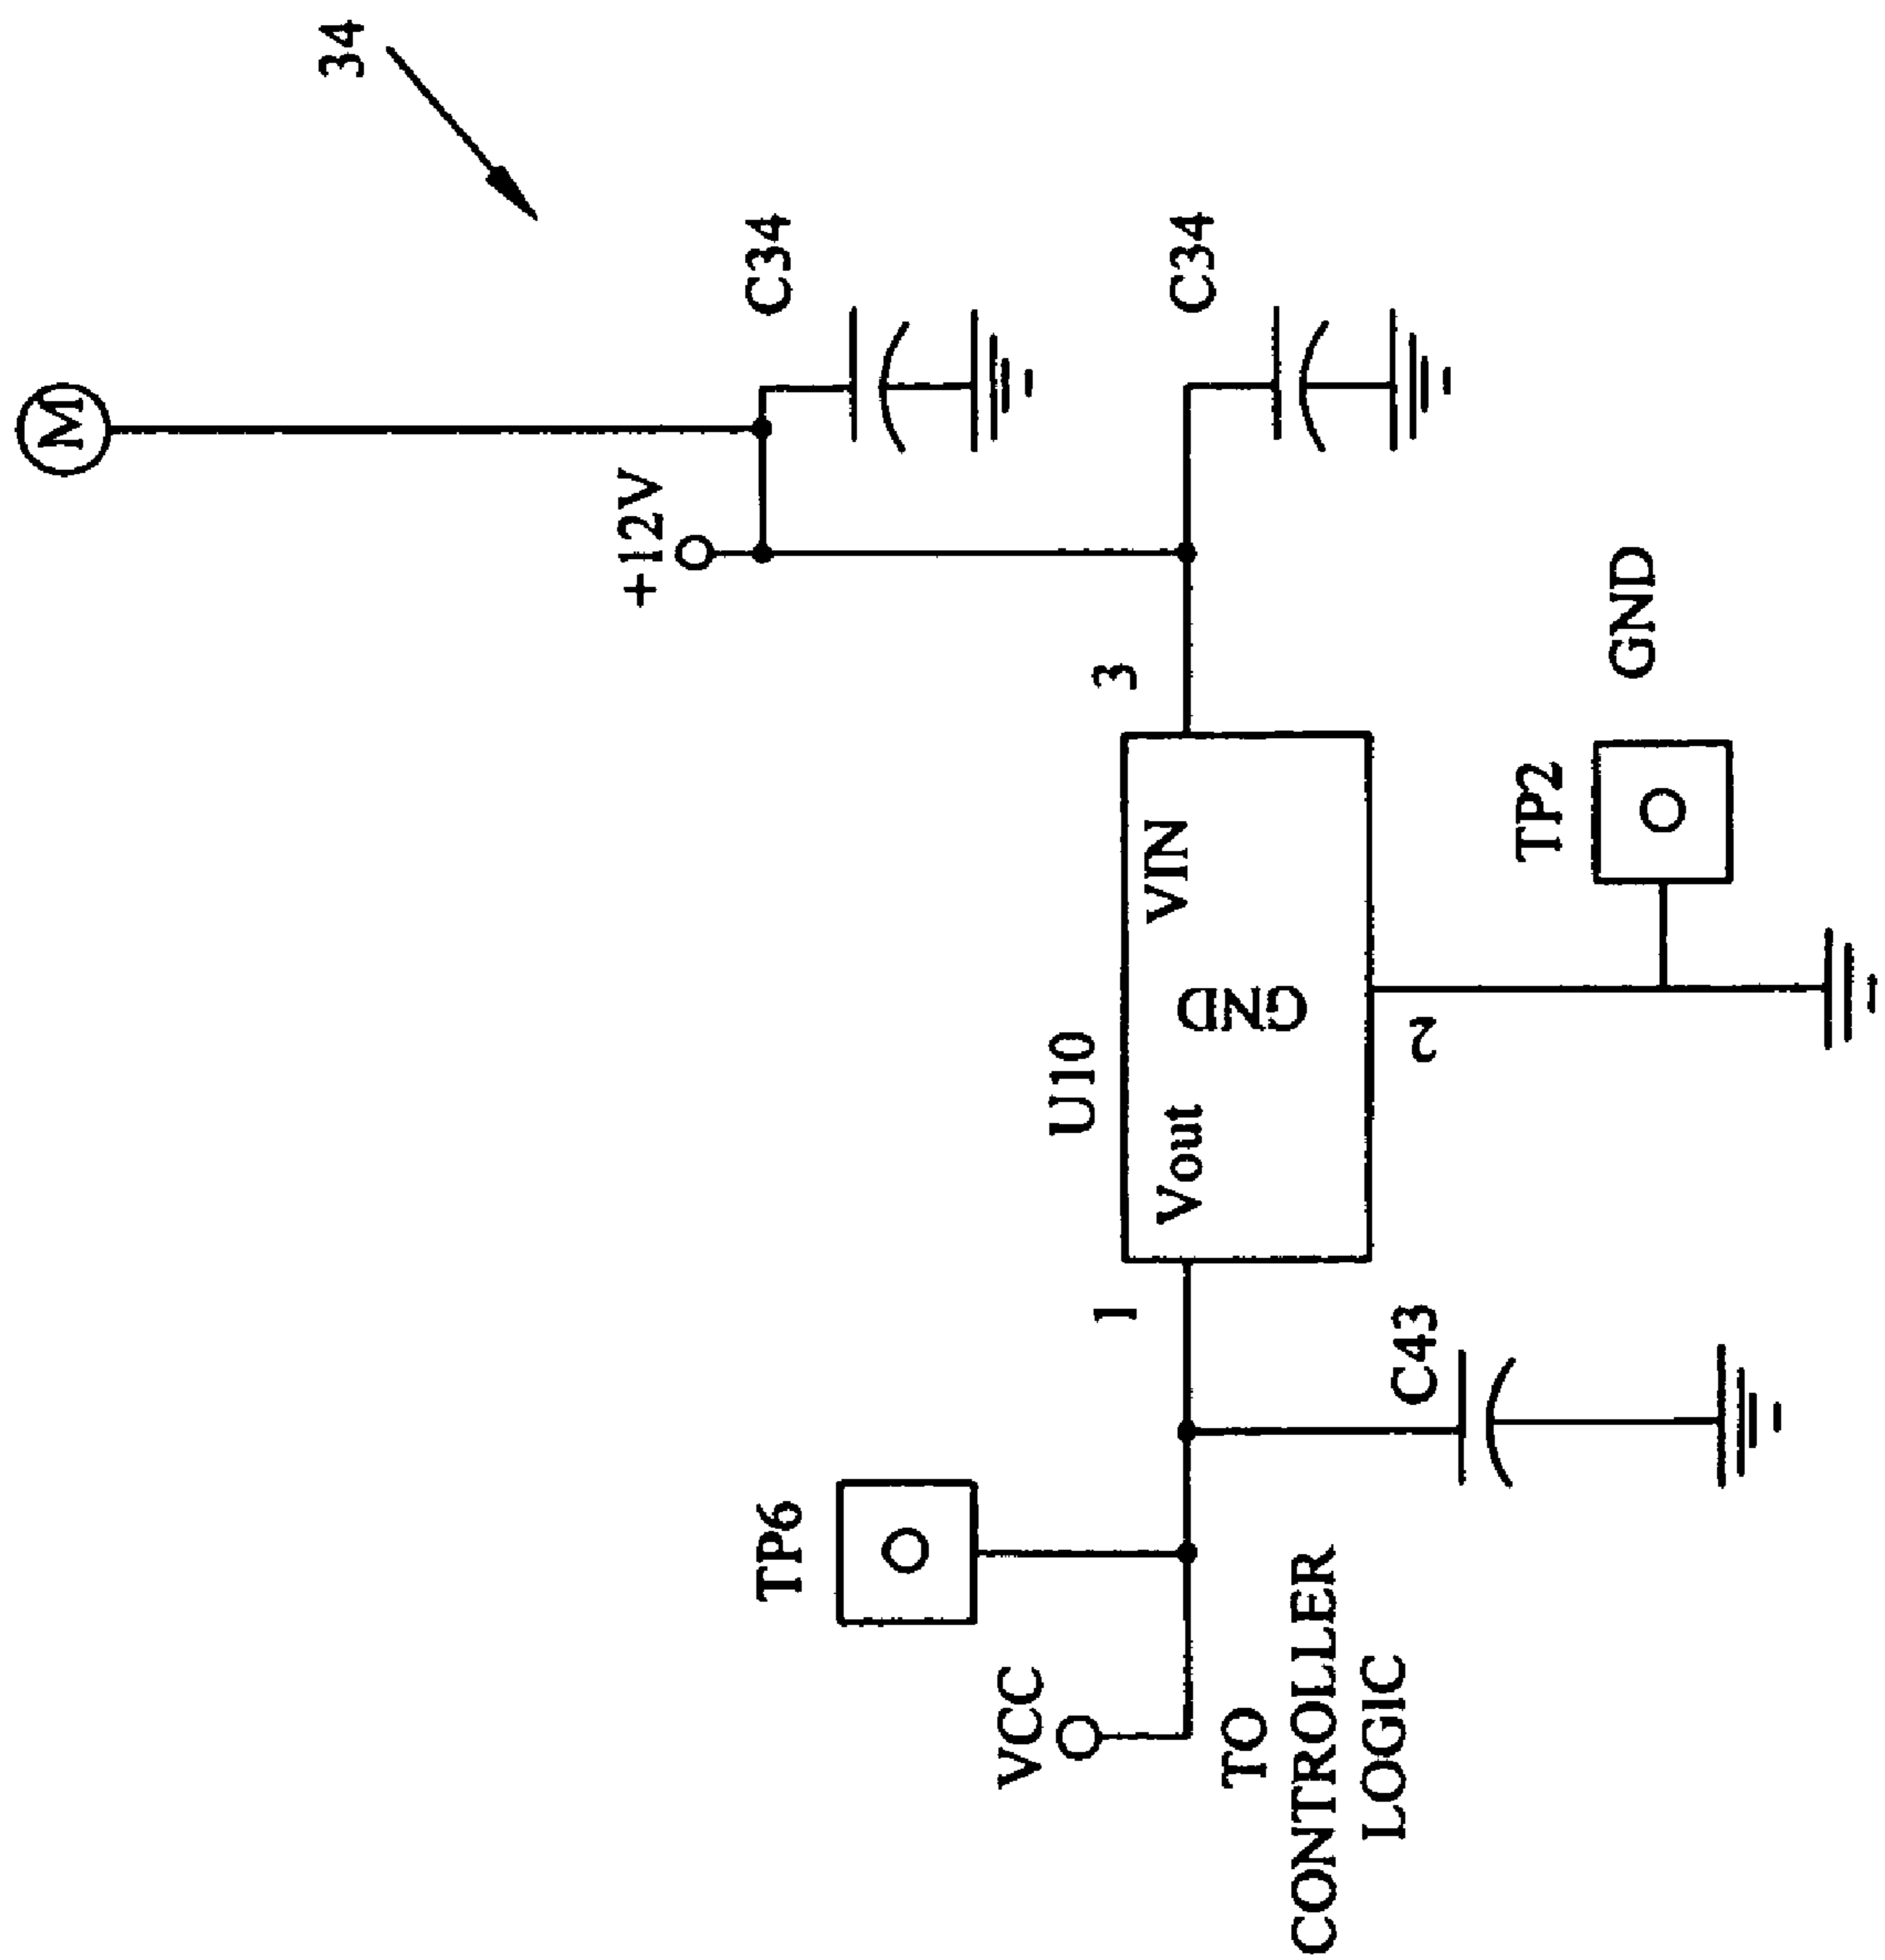 34
M
+12V
C34
C34
3
VIN
GND
Vout
U10
2
TP2
GND
1
C43
TP6
VCC
TO
CONTROLLER
LOGIC